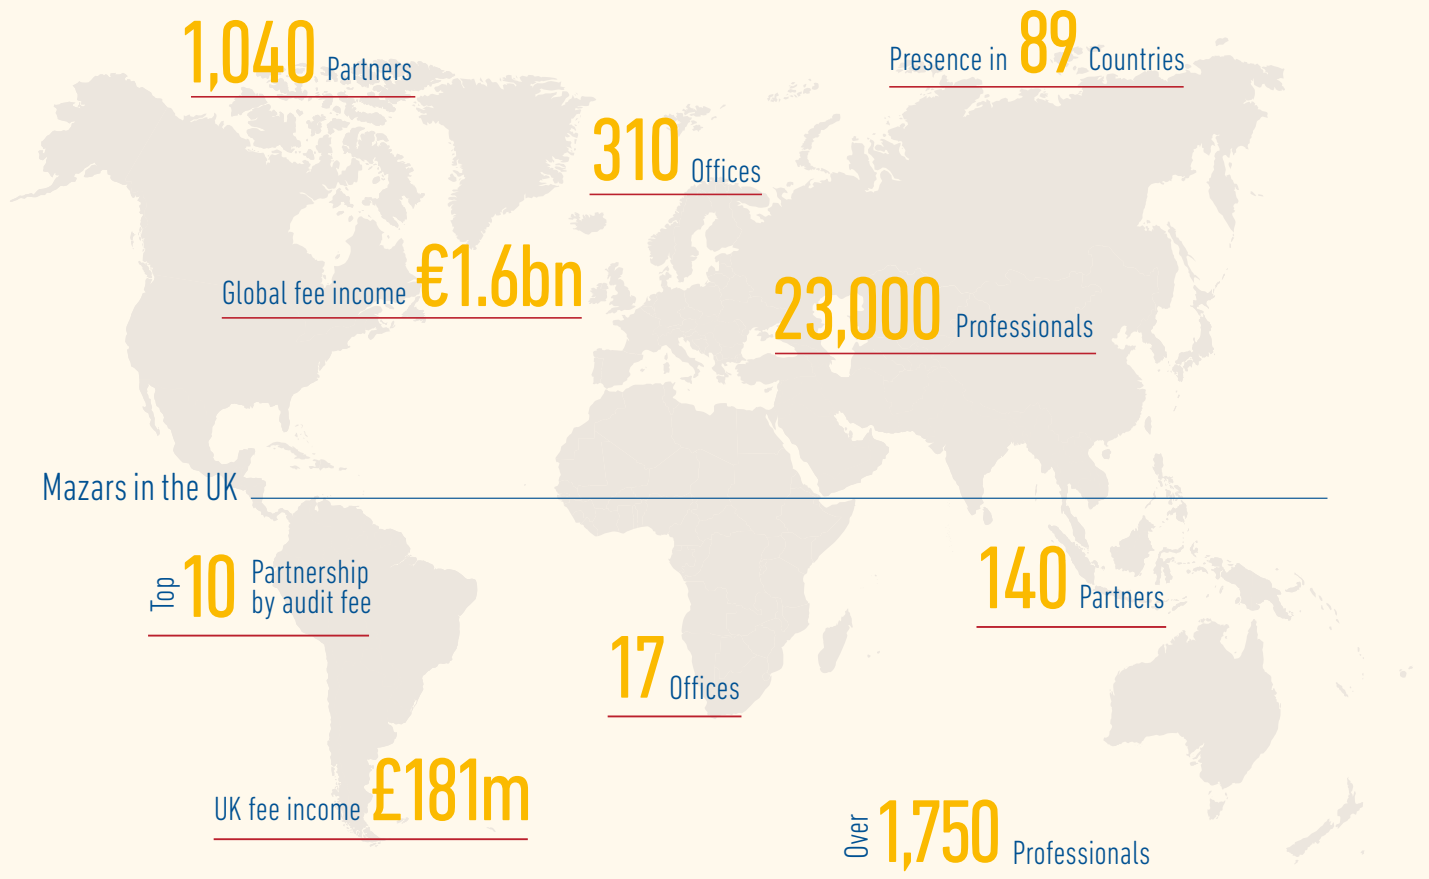 1,040 Partners
Presence in 89 Countries
310 Offices
Global fee income €1.6bn
23,000 Professionals
Mazars in the UK
Top 10 Partnership
by audit fee
140 Partners
17 Offices
UK fee income £181m
Over 1,750 Professionals